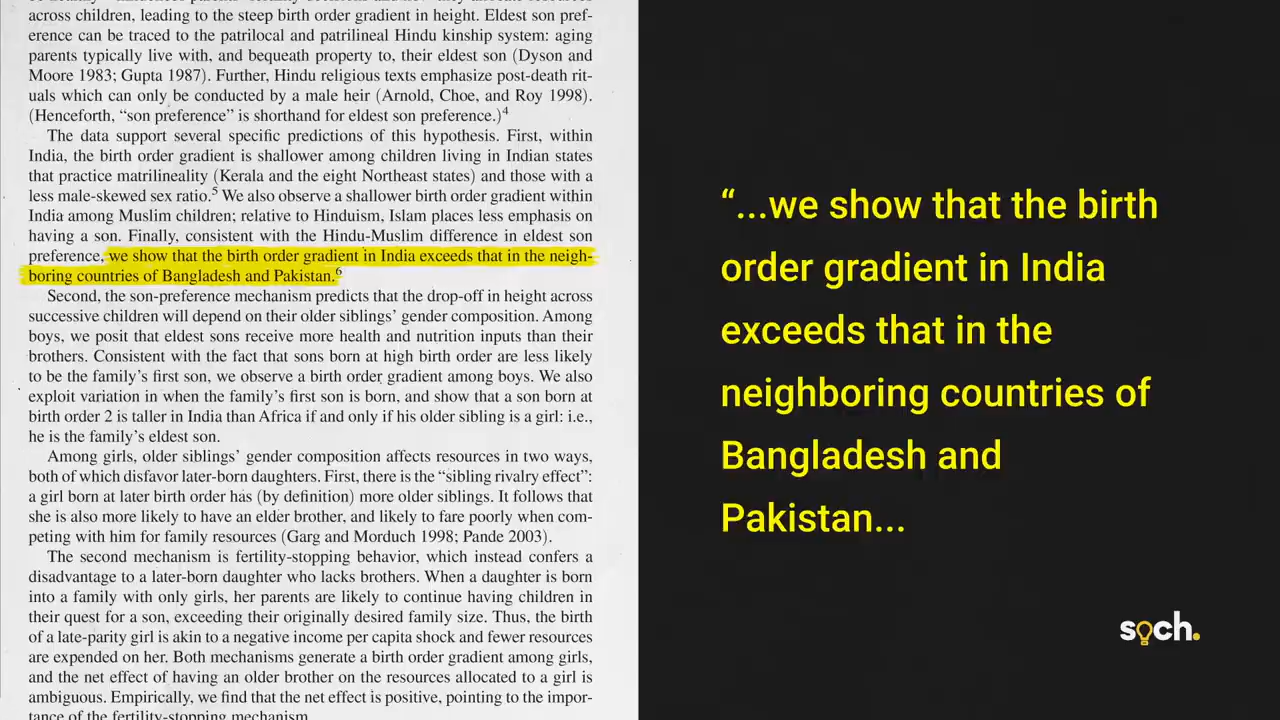 across children, leading to the steep birth order gradient in height. Eldest son pref-
erence can be traced to the patrilocal and patrilineal Hindu kinship system: aging
parents typically live with, and bequeath property to, their eldest son (Dyson and
Moore 1983; Gupta 1987). Further, Hindu religious texts emphasize post-death rit-
uals which can only be conducted by a male heir (Arnold, Choe, and Roy 1998).
(Henceforth, “son preference” is shorthand for eldest son preference.)4
The data support several specific predictions of this hypothesis. First, within
India, the birth order gradient is shallower among children living in Indian states
that practice matrilineality (Kerala and the eight Northeast states) and those with a
less male-skewed sex ratio.5 We also observe a shallower birth order gradient within
India among Muslim children; relative to Hinduism, Islam places less emphasis on
having a son. Finally, consistent with the Hindu-Muslim difference in eldest son
preference, we show that the birth order gradient in India exceeds that in the neigh-
boring countries of Bangladesh and Pakistan.6
Second, the son-preference mechanism predicts that the drop-off in height across
successive children will depend on their older siblings’ gender composition. Among
boys, we posit that eldest sons receive more health and nutrition inputs than their
brothers. Consistent with the fact that sons born at high birth order are less likely
to be the family’s first son, we observe a birth order gradient among boys. We also
exploit variation in when the family’s first son is born, and show that a son born at
birth order 2 is taller in India than Africa if and only if his older sibling is a girl: i.e.,
he is the family’s eldest son.
Among girls, older siblings’ gender composition affects resources in two ways,
both of which disfavor later-born daughters. First, there is the “sibling rivalry effect”:
a girl born at later birth order has (by definition) more older siblings. It follows that
she is also more likely to have an elder brother, and likely to fare poorly when com-
peting with him for family resources (Garg and Morduch 1998; Pande 2003).
The second mechanism is fertility-stopping behavior, which instead confers a
disadvantage to a later-born daughter who lacks brothers. When a daughter is born
into a family with only girls, her parents are likely to continue having children in
their quest for a son, exceeding their originally desired family size. Thus, the birth
of a late-parity girl is akin to a negative income per capita shock and fewer resources
are expended on her. Both mechanisms generate a birth order gradient among girls,
and the net effect of having an older brother on the resources allocated to a girl is
ambiguous. Empirically, we find that the net effect is positive, pointing to the impor-
tance of the fertility-stopping mechanism.
“...we show that the birth
order gradient in India
exceeds that in the
neighboring countries of
Bangladesh and
Pakistan...
soch.